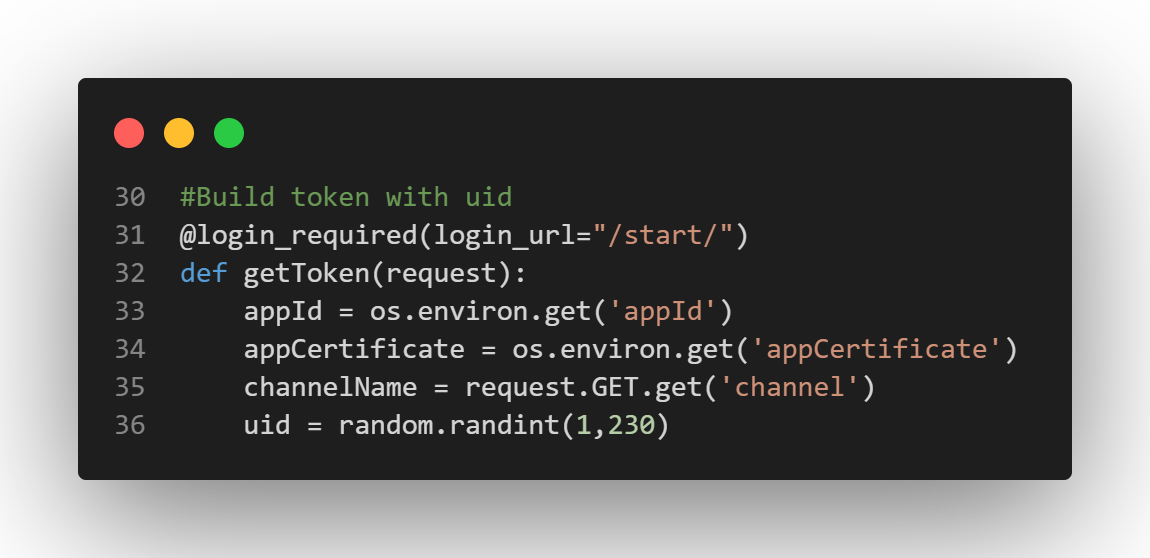 30 #Build token with uid
31 @login_required(login_url="/start/")
32 def getToken(request):
33     appId = os.environ.get('appId')
34     appCertificate = os.environ.get('appCertificate')
35     channelName = request.GET.get('channel')
36     uid = random.randint(1,230)